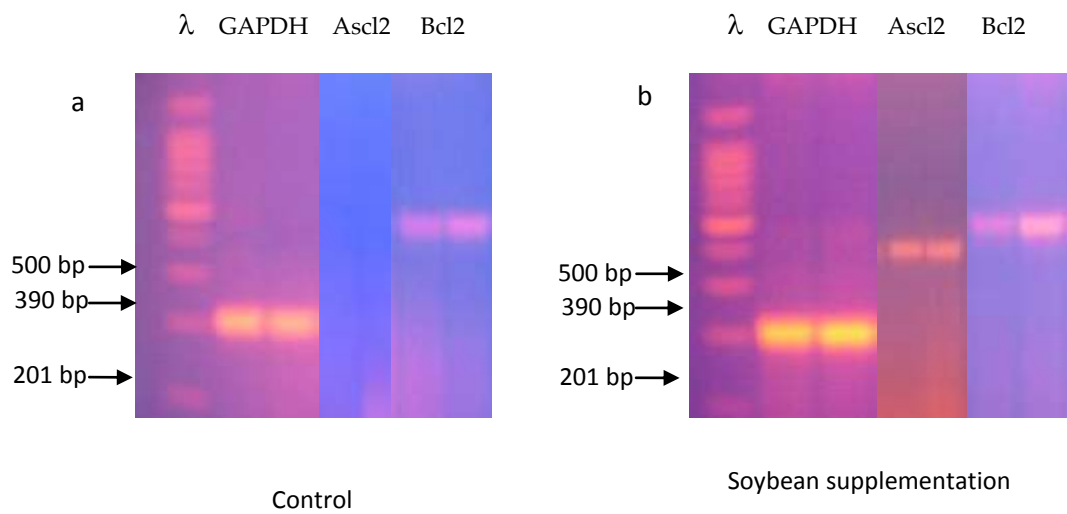 λ GAPDH Ascl2 Bcl2
a
500 bp
390 bp
201 bp
Control
λ GAPDH Ascl2 Bcl2
b
500 bp
390 bp
201 bp
Soybean supplementation